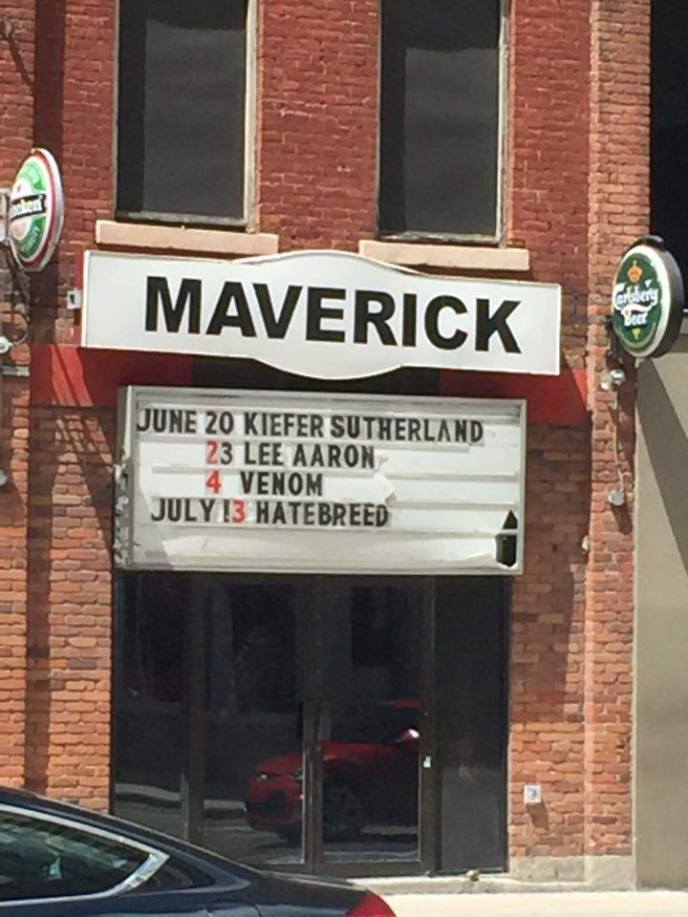 MAVERICK
Carlsberg
Beer
JUNE 20 KIEFER SUTHERLAND
23 LEE AARON
4 VENOM
JULY 13 HATEBREED